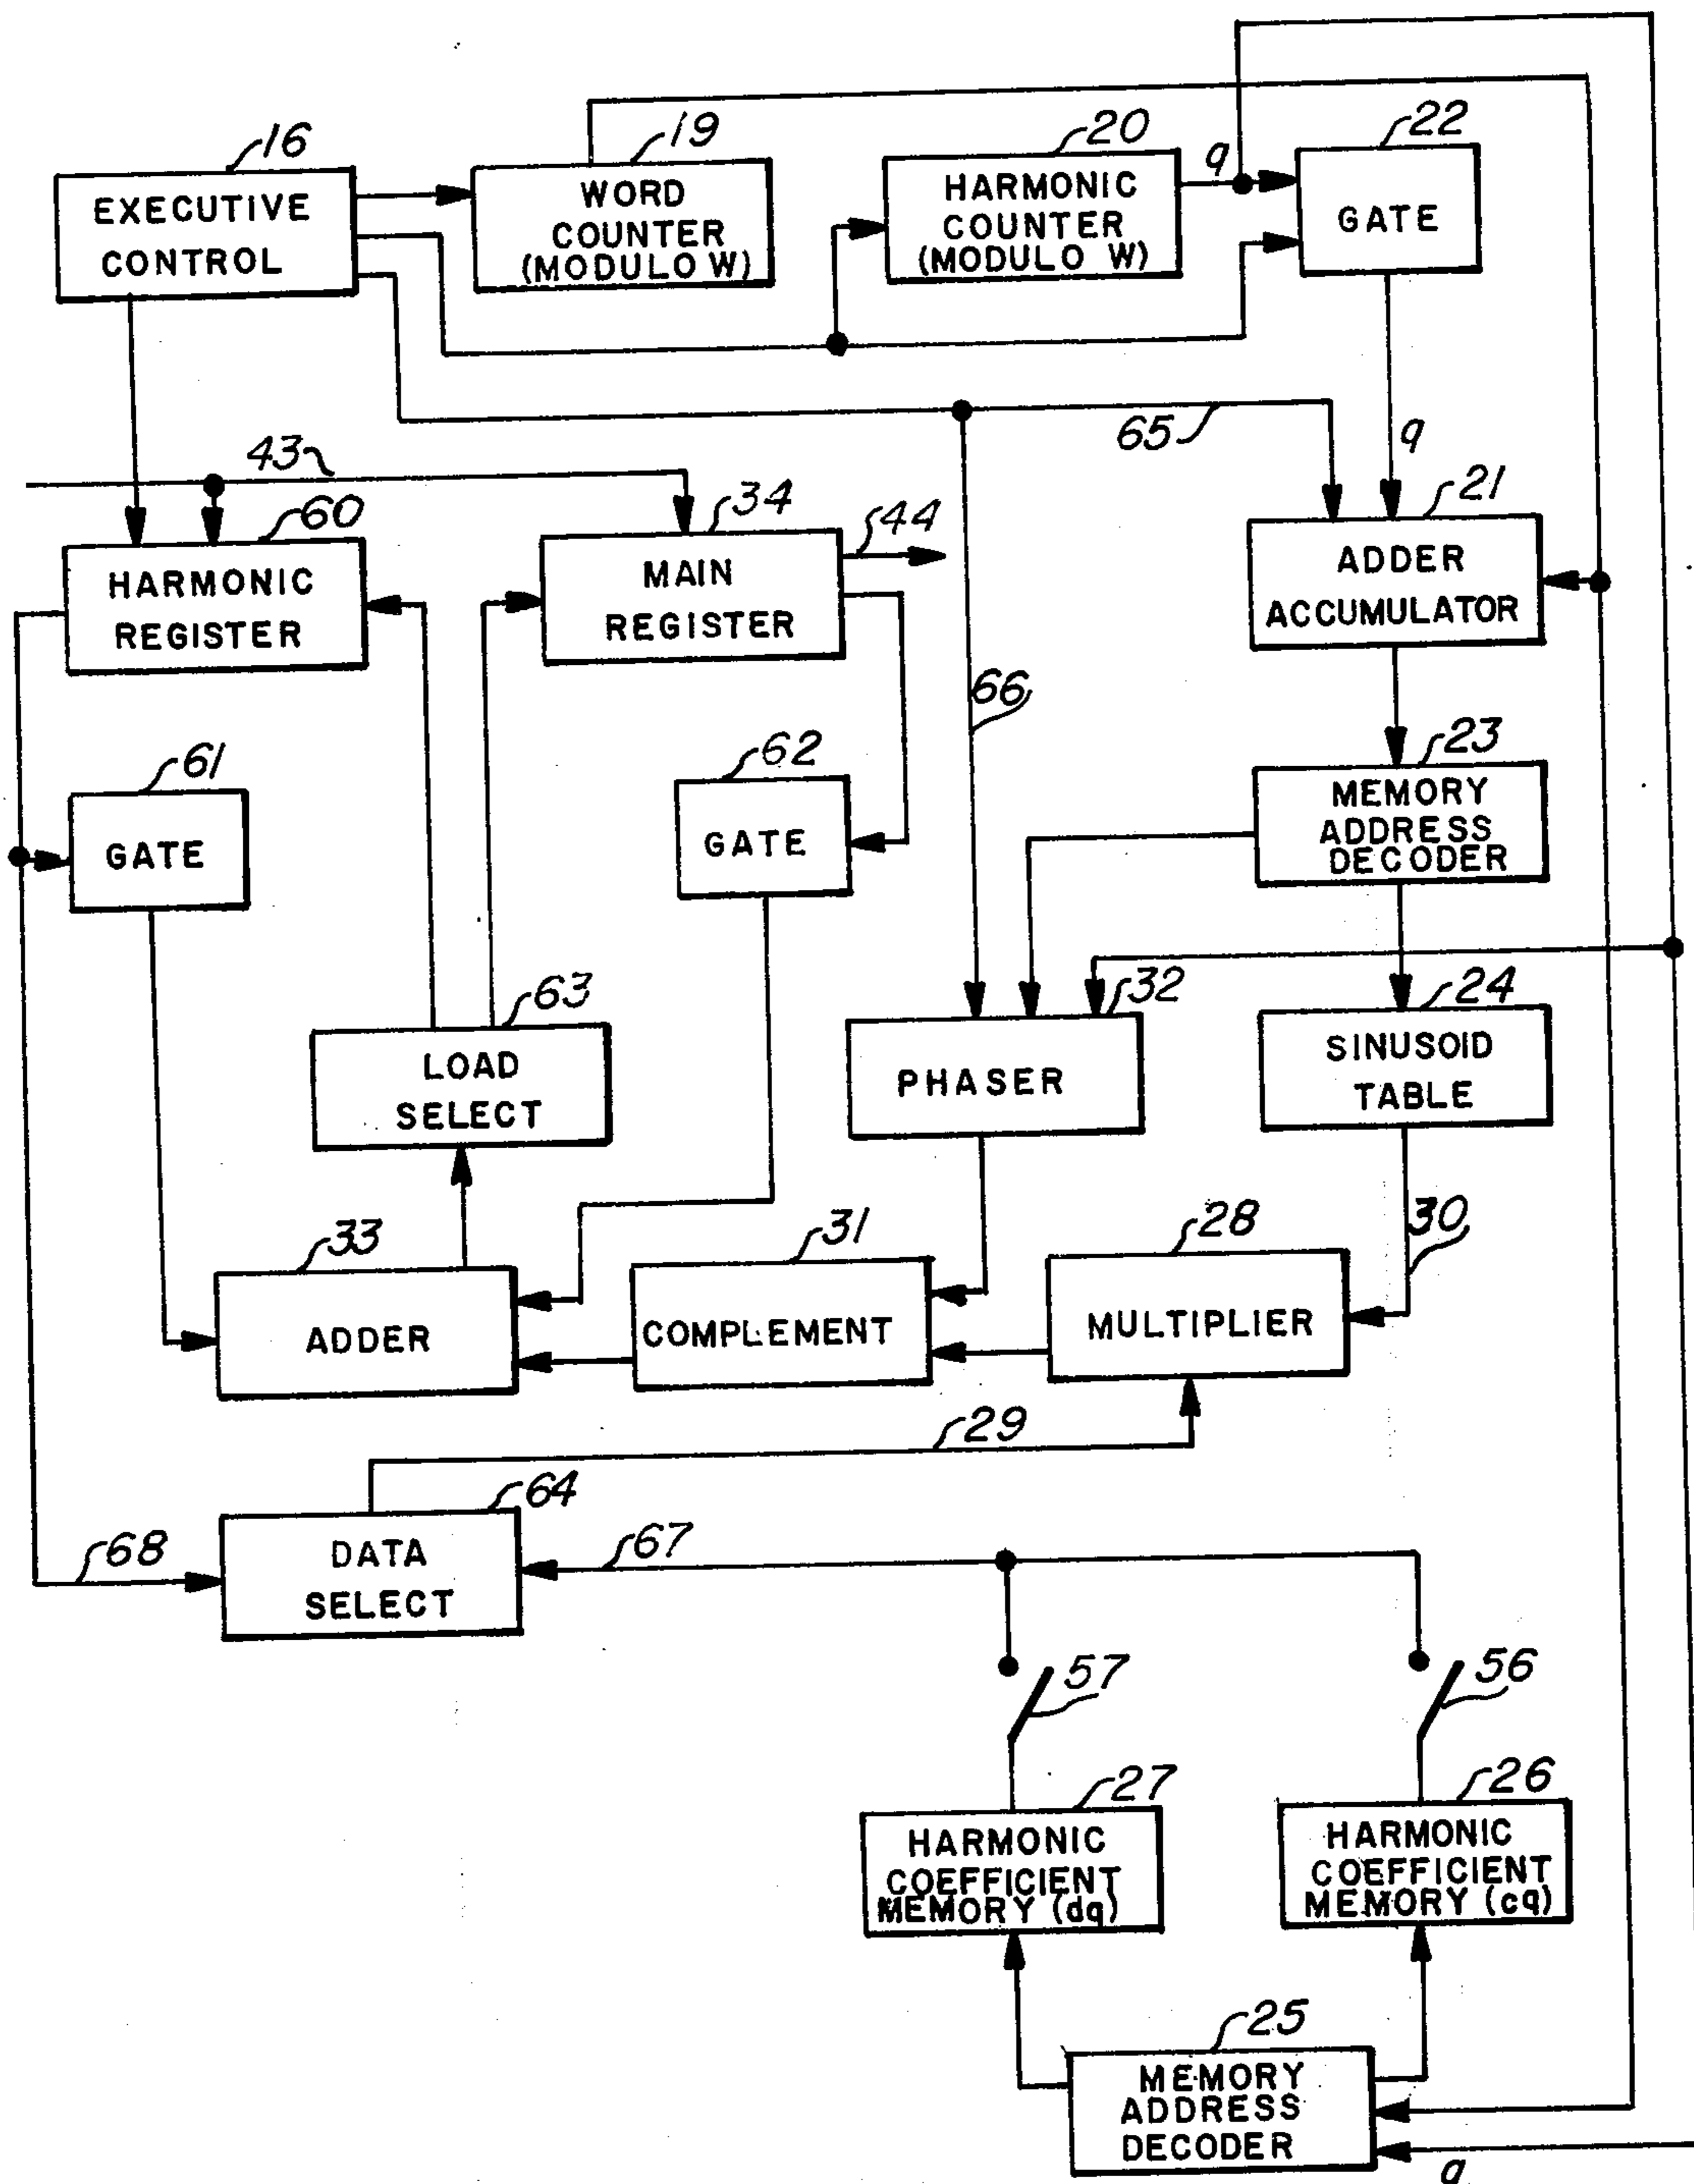 16
EXECUTIVE
CONTROL
19
WORD
COUNTER
(MODULO W)
20
HARMONIC
COUNTER
(MODULO W)
q
22
GATE
65
q
43
60
HARMONIC
REGISTER
34
MAIN
REGISTER
44
21
ADDER
ACCUMULATOR
66
61
GATE
62
GATE
23
MEMORY
ADDRESS
DECODER
63
LOAD
SELECT
32
PHASER
24
SINUSOID
TABLE
33
ADDER
31
COMPLEMENT
28
MULTIPLIER
30
29
64
DATA
SELECT
68
67
57
56
27
HARMONIC
COEFFICIENT
MEMORY (dq)
26
HARMONIC
COEFFICIENT
MEMORY (cq)
25
MEMORY
ADDRESS
DECODER
q